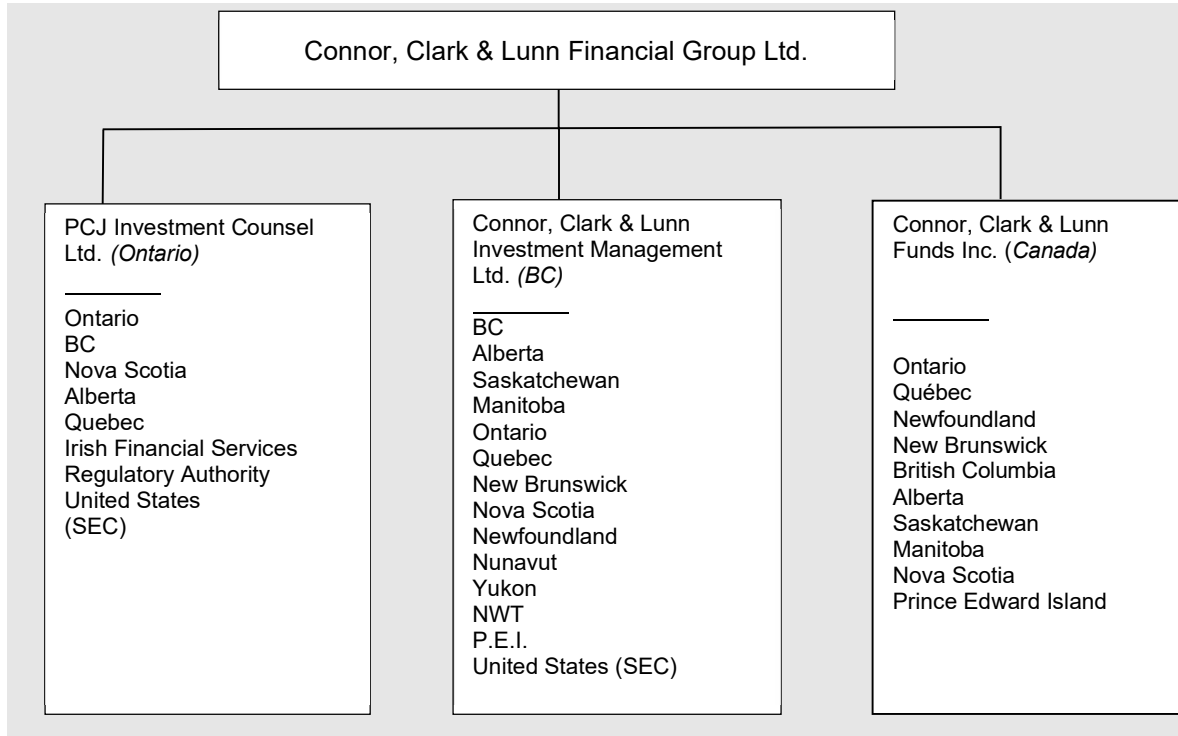 Connor, Clark & Lunn Financial Group Ltd.
PCJ Investment Counsel
Ltd. (Ontario)
Ontario
BC
Nova Scotia
Alberta
Quebec
Irish Financial Services
Regulatory Authority
United States
(SEC)
Connor, Clark & Lunn
Investment Management
Ltd. (BC)
BC
Alberta
Saskatchewan
Manitoba
Ontario
Quebec
New Brunswick
Nova Scotia
Newfoundland
Nunavut
Yukon
NWT
P.E.I.
United States (SEC)
Connor, Clark & Lunn
Funds Inc. (Canada)
Ontario
Québec
Newfoundland
New Brunswick
British Columbia
Alberta
Saskatchewan
Manitoba
Nova Scotia
Prince Edward Island